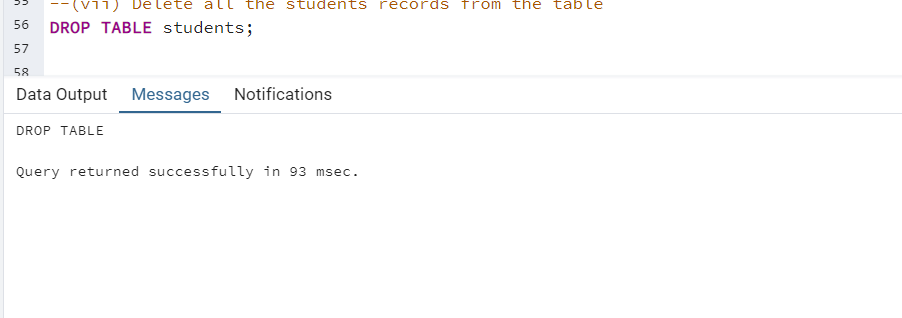 55 --(vii) Delete all the students records from the table
56 DROP TABLE students;
57
58
Data Output Messages Notifications
DROP TABLE
Query returned successfully in 93 msec.